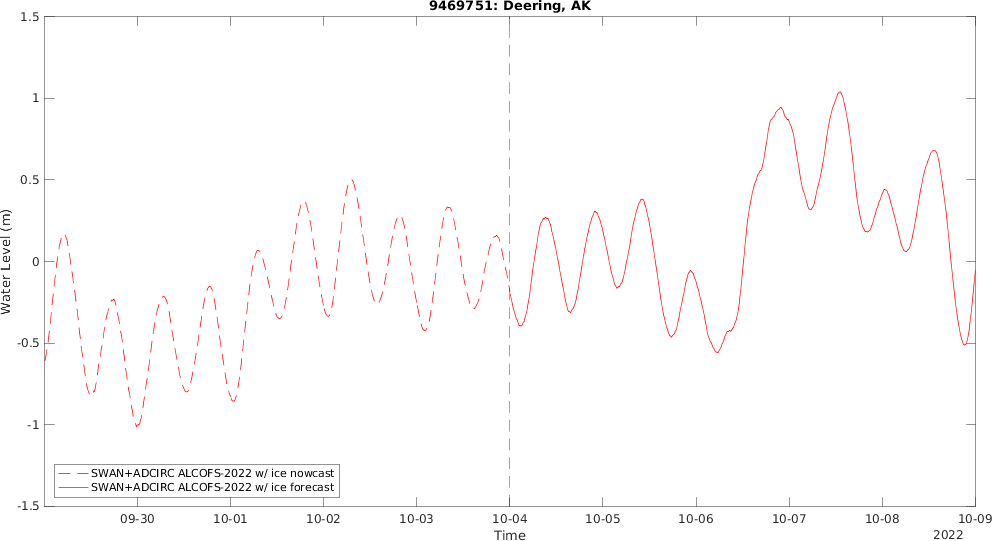 9469751: Deering, AK
1.5
1
0.5
0
-0.5
-1
-1.5
Water Level (m)
SWAN+ADCIRC ALCOFS-2022 w/ ice nowcast
SWAN+ADCIRC ALCOFS-2022 w/ ice forecast
09-30 10-01 10-02 10-03 10-04 10-05 10-06 10-07 10-08 10-09
Time
2022